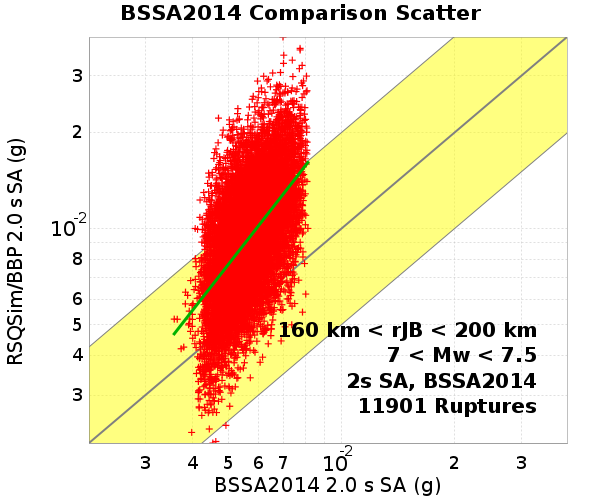 BSSA2014 Comparison Scatter
RSQSim/BBP 2.0 s SA (g)
3
2
10^-2
8
6
5
4
3
160 km < rJB < 200 km
7 < Mw < 7.5
2s SA, BSSA2014
11901 Ruptures
3 4 5 6 7 10^-2 2 3
BSSA2014 2.0 s SA (g)